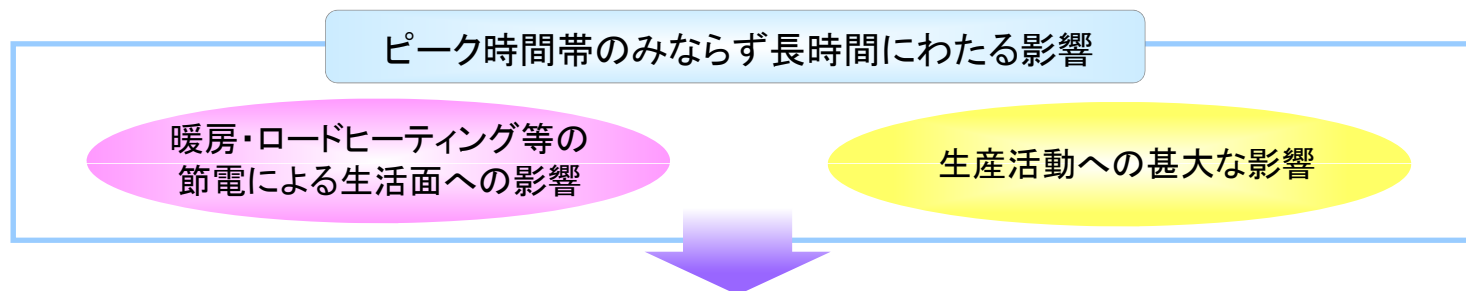 ピーク時間帯のみならず長時間にわたる影響
暖房・ロードヒーティング等の
節電による生活面への影響
生産活動への甚大な影響